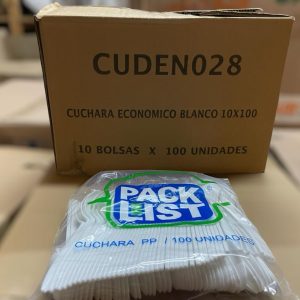 CUDEN028
CUCHARA ECONOMICO BLANCO 10X100
10 BOLSAS X 100 UNIDADES
PACK
LIST
CUCHARA PP / 100 UNIDADES